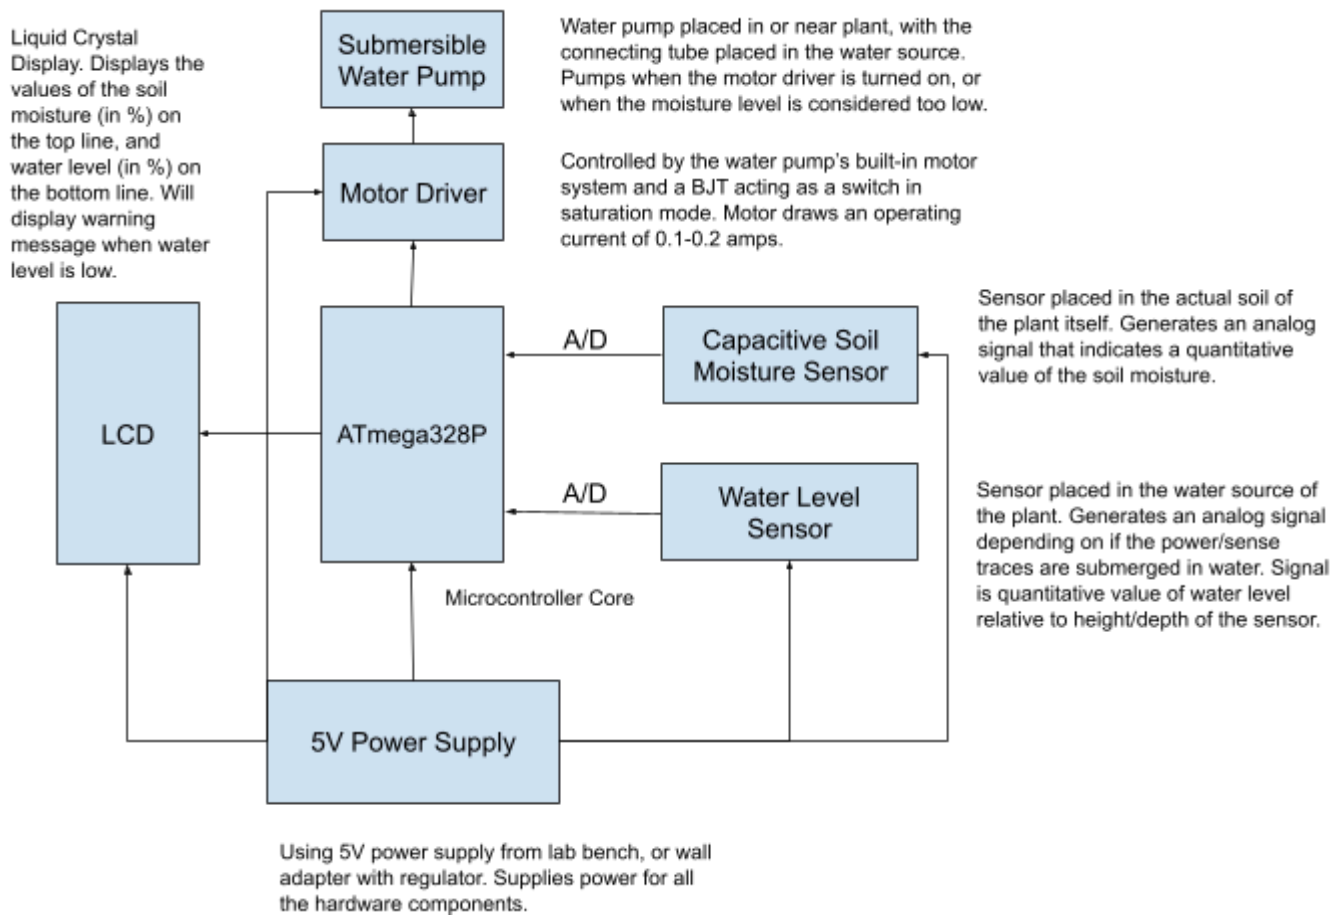 Liquid Crystal
Display. Displays the
values of the soil
moisture (in %) on
the top line, and
water level (in %) on
the bottom line. Will
display warning
message when water
level is low.
Submersible
Water Pump
Water pump placed in or near plant, with the
connecting tube placed in the water source.
Pumps when the motor driver is turned on, or
when the moisture level is considered too low.
Motor Driver
Controlled by the water pump's built-in motor
system and a BJT acting as a switch in
saturation mode. Motor draws an operating
current of 0.1-0.2 amps.
LCD
ATmega328P
A/D
Capacitive Soil
Moisture Sensor
Sensor placed in the actual soil of
the plant itself. Generates an analog
signal that indicates a quantitative
value of the soil moisture.
A/D
Water Level
Sensor
Sensor placed in the water source of
the plant. Generates an analog signal
depending on if the power/sense
traces are submerged in water. Signal
is quantitative value of water level
relative to height/depth of the sensor.
Microcontroller Core
5V Power Supply
Using 5V power supply from lab bench, or wall
adapter with regulator. Supplies power for all
the hardware components.